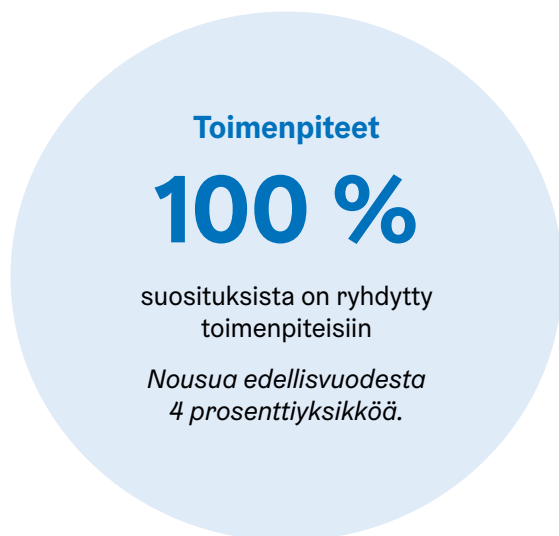 Toimenpiteet
100 %
suosituksista on ryhdytty
toimenpiteisiin
Nousua edellisvuodesta
4 prosenttiyksikköä.